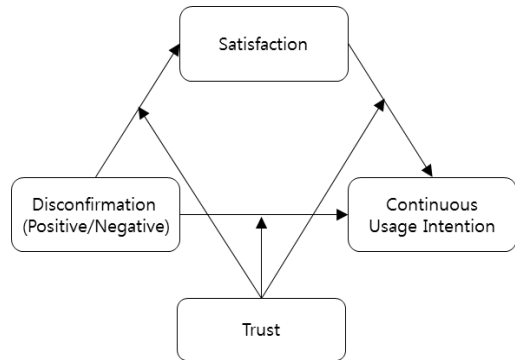 Satisfaction
Disconfirmation
(Positive/Negative)
Continuous
Usage Intention
Trust